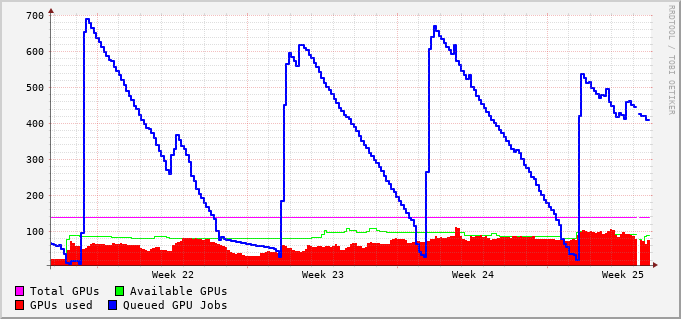 700
600
500
400
300
200
100
Week 22 Week 23 Week 24 Week 25
Total GPUs Available GPUs
GPUs used Queued GPU Jobs
RRDTOOL / TOBI OETIKER